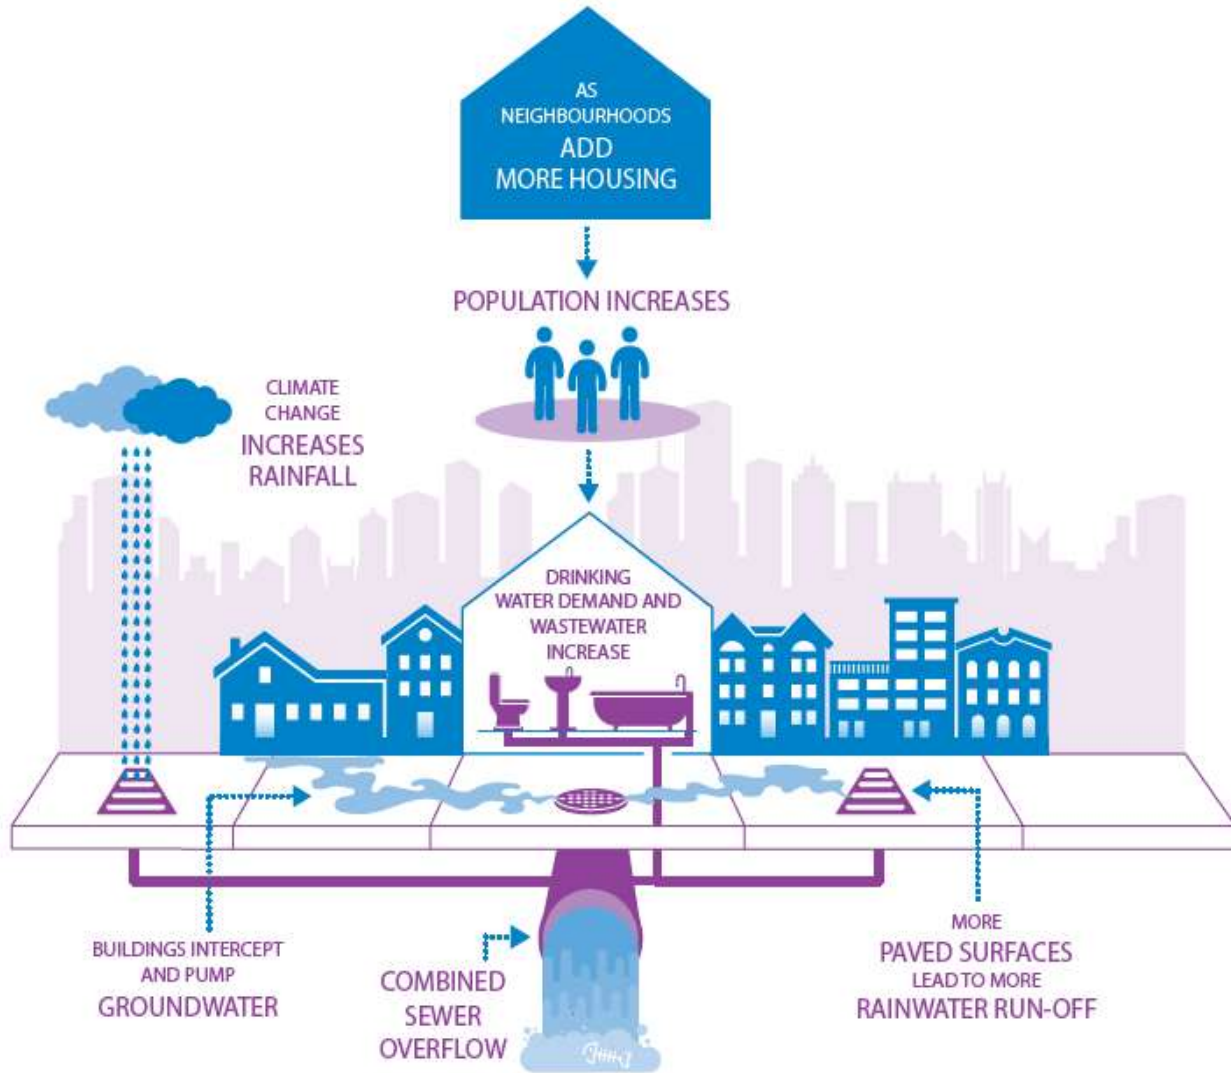 AS
NEIGHBOURHOODS
ADD
MORE HOUSING
POPULATION INCREASES
CLIMATE
CHANGE
INCREASES
RAINFALL
DRINKING
WATER DEMAND AND
WASTEWATER
INCREASE
BUILDINGS INTERCEPT
AND PUMP
GROUNDWATER
COMBINED
SEWER
OVERFLOW
MORE
PAVED SURFACES
LEAD TO MORE
RAINWATER RUN-OFF